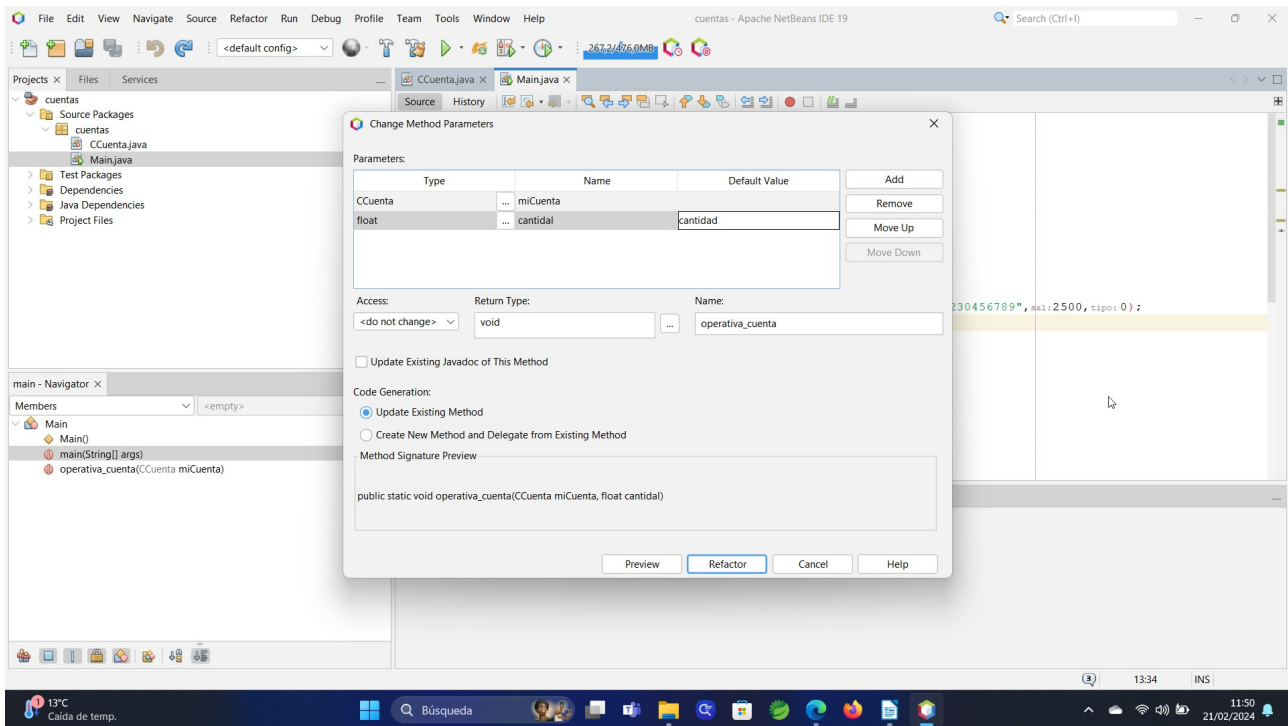 File Edit View Navigate Source Refactor Run Debug Profile Team Tools Window Help
cuentas - Apache NetBeans IDE 19
Search (Ctrl+I)
<default config>
267,2/476,0MB
Projects
Files
Services
CCuenta.java
Main.java
cuentas
Source Packages
cuentas
CCuenta.java
Main.java
Test Packages
Dependencies
Java Dependencies
Project Files
Source
History
Change Method Parameters
Parameters:
Type Name Default Value
CCuenta ... miCuenta
float ... cantidal cantidad
Add
Remove
Move Up
Move Down
Access: Return Type: Name:
<do not change> void ... operativa_cuenta
Update Existing Javadoc of This Method
Code Generation:
Update Existing Method
Create New Method and Delegate from Existing Method
Method Signature Preview
public static void operativa_cuenta(CCuenta miCuenta, float cantidal)
Preview Refactor Cancel Help
230456789",sal:2500,tipo:0);
main - Navigator
Members
<empty>
Main
Main()
main(String[] args)
operativa_cuenta(CCuenta miCuenta)
3
13:34
INS
1
13°C
Caída de temp.
Búsqueda
11:50
21/02/2024